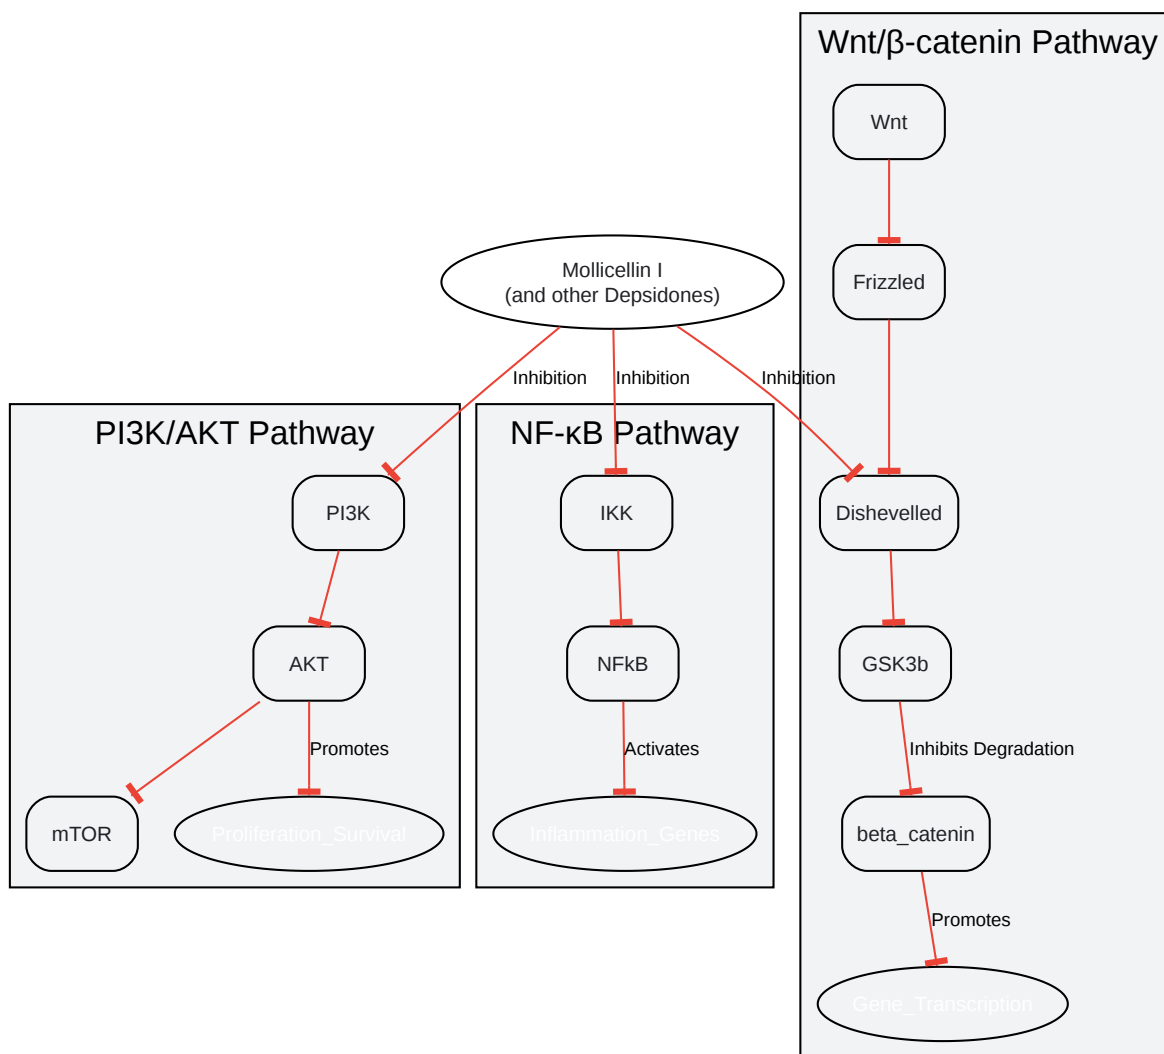 Wnt/β-catenin Pathway
Wnt
Frizzled
Mollicellin I
(and other Depsidones)
Inhibition
Inhibition
Inhibition
PI3K/AKT Pathway
NF-κB Pathway
PI3K
IKK
Dishevelled
AKT
NFkB
GSK3b
Promotes
Activates
Inhibits Degradation
mTOR
Proliferation_Survival
Inflammation_Genes
beta_catenin
Promotes
Gene_Transcription